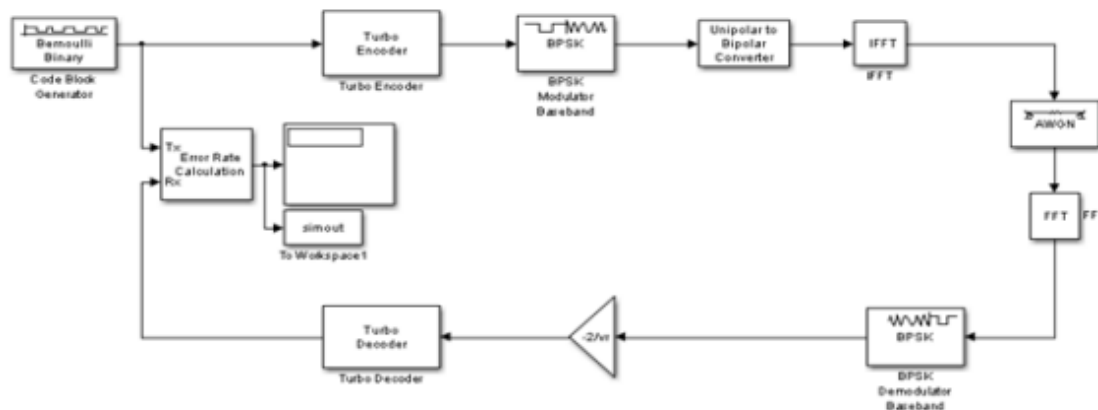 Bernoulli
Binary
Code Block
Generator
Turbo
Encoder
Turbo Encoder
BPSK
BPSK
Modulator
Baseband
Unipolar to
Bipolar
Converter
IFFT
IFFT
AWGN
Tx
Rx
Error Rate
Calculation
simout
To Workspace1
FFT
FF
Turbo
Decoder
Turbo Decoder
-2/vr
BPSK
BPSK
Demodulator
Baseband